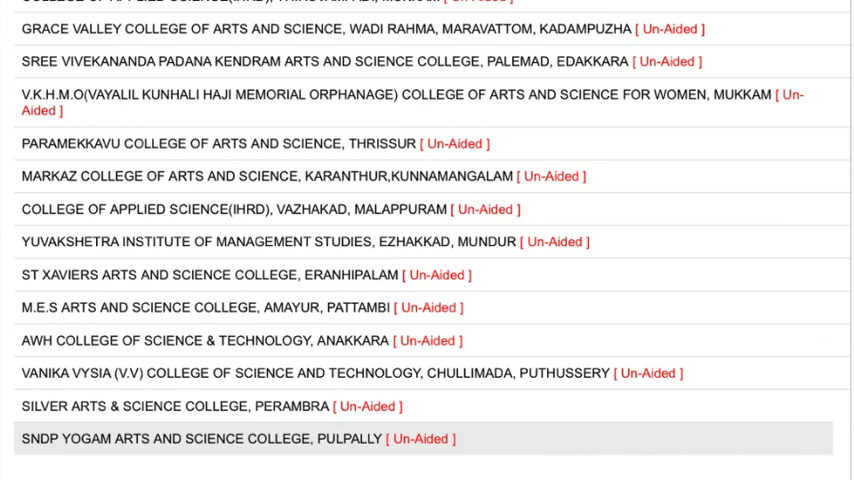 GRACE VALLEY COLLEGE OF ARTS AND SCIENCE, WADI RAHMA, MARAVATTOM, KADAMPUZHA [ Un-Aided ]
SREE VIVEKANANDA PADANA KENDRAM ARTS AND SCIENCE COLLEGE, PALEMAD, EDAKKARA [ Un-Aided ]
V.K.H.M.O(VAYALIL KUNHALI HAJI MEMORIAL ORPHANAGE) COLLEGE OF ARTS AND SCIENCE FOR WOMEN, MUKKAM [ Un-
Aided ]
PARAMEKKAVU COLLEGE OF ARTS AND SCIENCE, THRISSUR [ Un-Aided ]
MARKAZ COLLEGE OF ARTS AND SCIENCE, KARANTHUR,KUNNAMANGALAM [ Un-Aided ]
COLLEGE OF APPLIED SCIENCE(IHRD), VAZHAKAD, MALAPPURAM [ Un-Aided ]
YUVAKSHETRA INSTITUTE OF MANAGEMENT STUDIES, EZHAKKAD, MUNDUR [ Un-Aided ]
ST XAVIERS ARTS AND SCIENCE COLLEGE, ERANHIPALAM [ Un-Aided ]
M.E.S ARTS AND SCIENCE COLLEGE, AMAYUR, PATTAMBI [ Un-Aided ]
AWH COLLEGE OF SCIENCE & TECHNOLOGY, ANAKKARA [ Un-Aided ]
VANIKA VYSIA (V.V) COLLEGE OF SCIENCE AND TECHNOLOGY, CHULLIMADA, PUTHUSSERY [ Un-Aided ]
SILVER ARTS & SCIENCE COLLEGE, PERAMBRA [ Un-Aided ]
SNDP YOGAM ARTS AND SCIENCE COLLEGE, PULPALLY [ Un-Aided ]